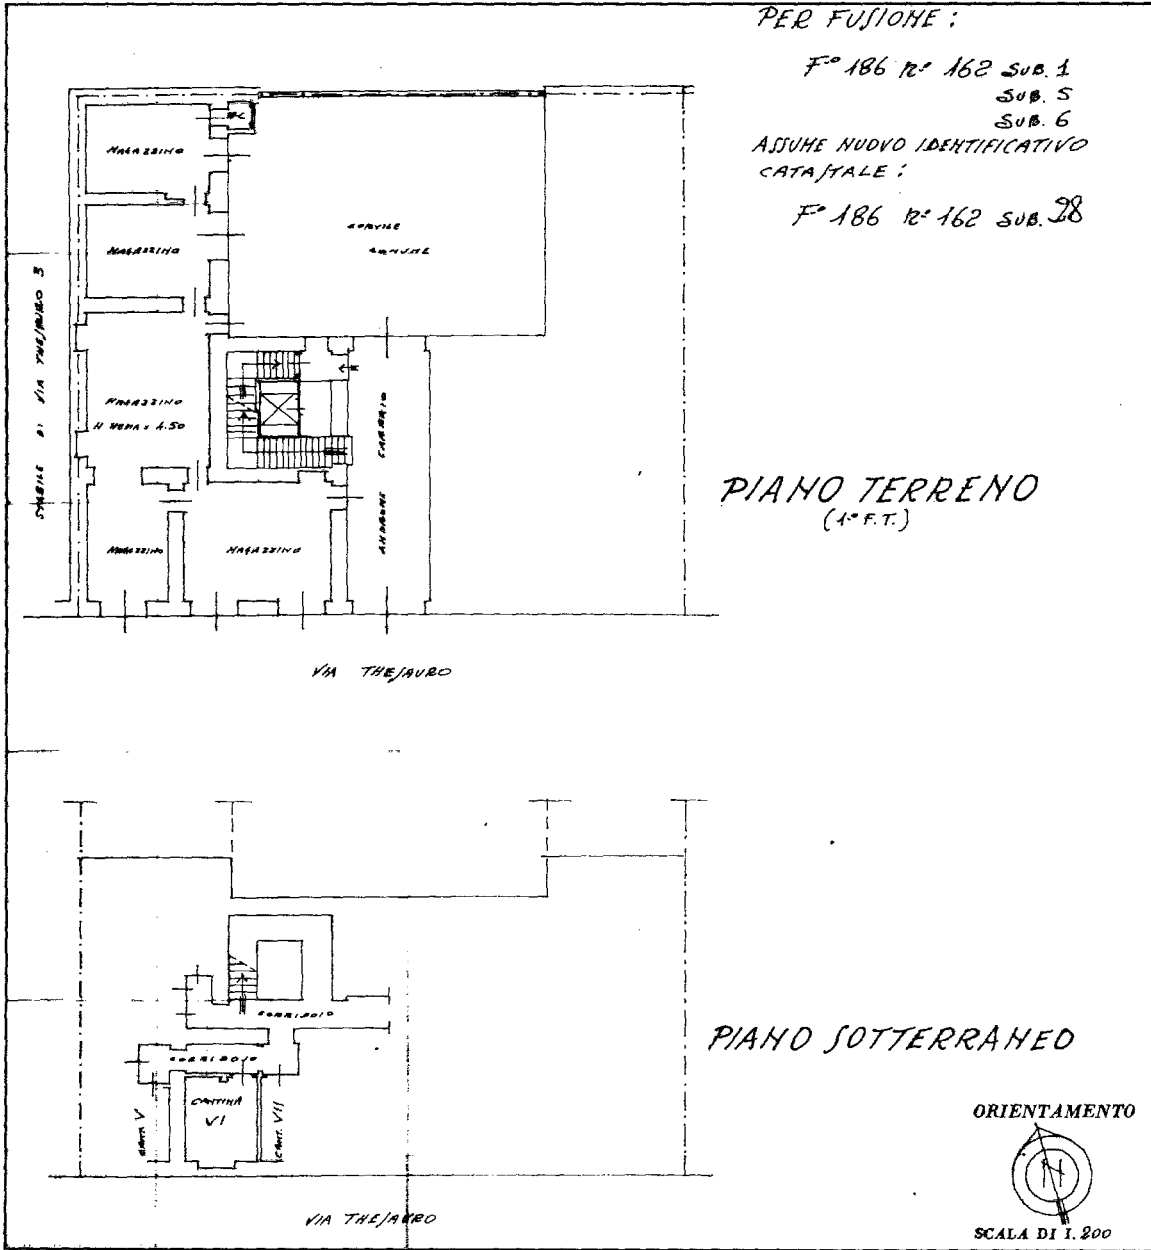 PER FUSIONE :
F° 186 n° 162 SUB. 1
SUB. 5
SUB. 6
ASSUME NUOVO IDENTIFICATIVO
CATASTALE :
F° 186 n° 162 SUB. 28
WC
MAGAZZINO
MAGAZZINO
CORTILE
COMUNE
STABILE DI VIA THESAURO 3
MAGAZZINO
H MEDIA = 4.50
ANDRONE CARRAIO
MAGAZZINO
MAGAZZINO
PIANO TERRENO
(1° F.T.)
VIA THESAURO
CORRIDOIO
CORRIDOIO
CANTINA
VI
CANT. V
CANT. VII
PIANO SOTTERRANEO
VIA THESAURO
ORIENTAMENTO
N
SCALA DI 1.200